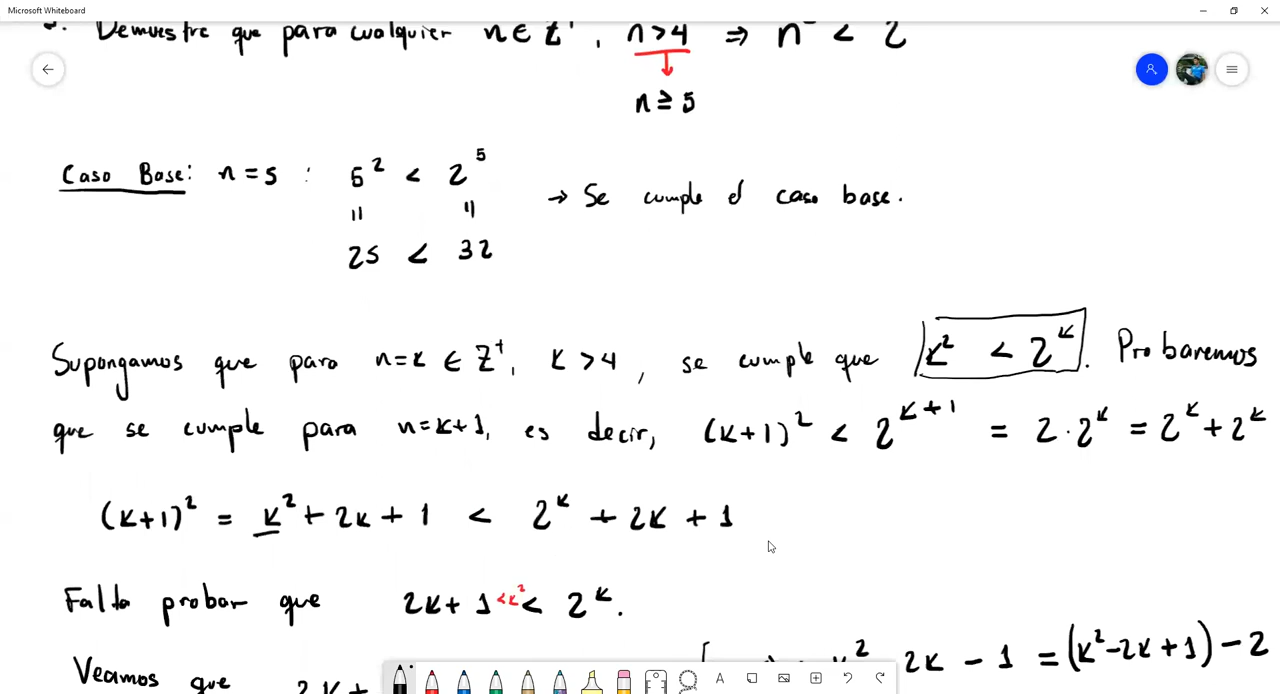 Microsoft Whiteboard
Demuestre que para cualquier n ∈ Z⁺, n > 4 ⇒ n < 2
n ≥ 5
Caso Base: n = 5 : 5² < 2⁵ → Se cumple el caso base.
25 < 32
Supongamos que para n = k ∈ Z⁺, k > 4, se cumple que k² < 2ᵏ. Probaremos
que se cumple para n = k+1, es decir, (k+1)² < 2ᵏ⁺¹ = 2·2ᵏ = 2ᵏ + 2ᵏ
(k+1)² = k² + 2k + 1 < 2ᵏ + 2k + 1
Falta probar que 2k + 1 < k² < 2ᵏ.
k² 2k − 1 = (k² − 2k + 1) − 2
Veamos que 2k +